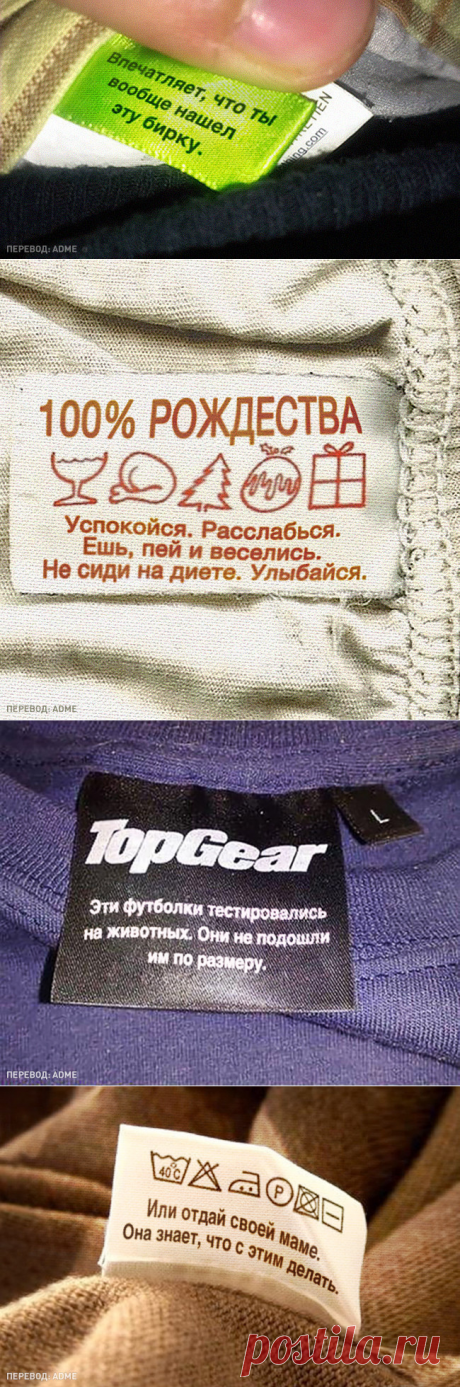 Впечатляет, что ты
вообще нашел
эту бирку.
ПЕРЕВОД: ADME
100% РОЖДЕСТВА
Успокойся. Расслабься.
Ешь, пей и веселись.
Не сиди на диете. Улыбайся.
ПЕРЕВОД: ADME
TopGear
L
Эти футболки тестировались
на животных. Они не подошли
им по размеру.
ПЕРЕВОД: ADME
40°C
P
Или отдай своей маме.
Она знает, что с этим делать.
postila.ru
ПЕРЕВОД: ADME